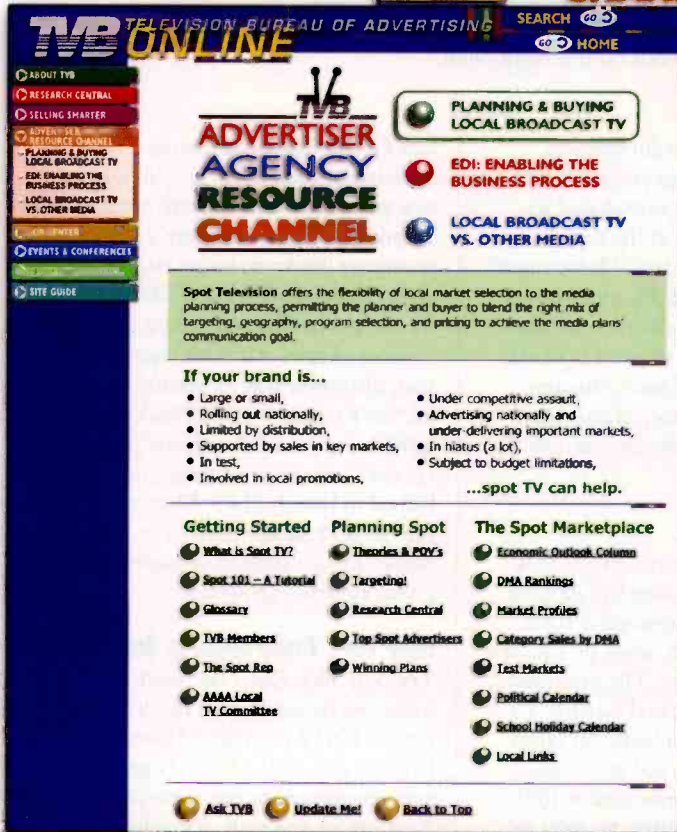 TVB ONLINE
TELEVISION BUREAU OF ADVERTISING
SEARCH GO
GO HOME
ABOUT TVB
RESEARCH CENTRAL
SELLING SMARTER
ADVERTISER
RESOURCE CHANNEL
PLANNING & BUYING
LOCAL BROADCAST TV
EDI: ENABLING THE
BUSINESS PROCESS
LOCAL BROADCAST TV
VS. OTHER MEDIA
EVENTS & CONFERENCES
SITE GUIDE
TVB
ADVERTISER
AGENCY
RESOURCE
CHANNEL
PLANNING & BUYING
LOCAL BROADCAST TV
EDI: ENABLING THE
BUSINESS PROCESS
LOCAL BROADCAST TV
VS. OTHER MEDIA
Spot Television offers the flexibility of local market selection to the media
planning process, permitting the planner and buyer to blend the right mix of
targeting, geography, program selection, and pricing to achieve the media plans'
communication goal.
If your brand is...
• Large or small,
• Rolling out nationally,
• Limited by distribution,
• Supported by sales in key markets,
• In test,
• Involved in local promotions,
• Under competitive assault,
• Advertising nationally and
under-delivering important markets,
• In hiatus (a lot),
• Subject to budget limitations,
...spot TV can help.
Getting Started
What is Spot TV?
Spot 101 – A Tutorial
Glossary
TVB Members
The Spot Rep
AAAA Local
TV Committee
Planning Spot
Theories & POV's
Targeting!
Research Central
Top Spot Advertisers
Winning Plans
The Spot Marketplace
Economic Outlook Column
DMA Rankings
Market Profiles
Category Sales by DMA
Test Markets
Political Calendar
School Holiday Calendar
Local Links
Ask TVB
Update Me!
Back to Top